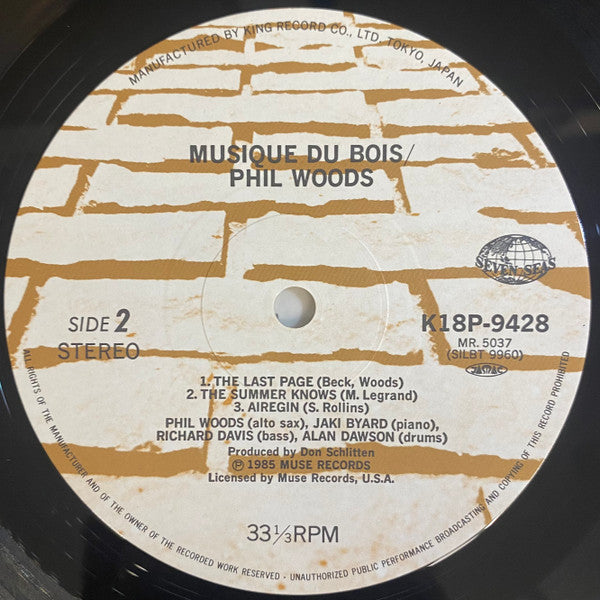 MANUFACTURED BY KING RECORD CO., LTD, TOKYO, JAPAN
MUSIQUE DU BOIS/
PHIL WOODS
SEVEN SEAS
SIDE 2
STEREO
K18P-9428
MR. 5037
(SILBT 9960)
1. THE LAST PAGE (Beck, Woods)
2. THE SUMMER KNOWS (M. Legrand)
3. AIREGIN (S. Rollins)
PHIL WOODS (alto sax), JAKI BYARD (piano),
RICHARD DAVIS (bass), ALAN DAWSON (drums)
Produced by Don Schlitten
℗ 1985 MUSE RECORDS
Licensed by Muse Records, U.S.A.
33 1/3 RPM
ALL RIGHTS OF THE MANUFACTURER AND OF THE OWNER OF THE RECORDED WORK RESERVED · UNAUTHORIZED PUBLIC PERFORMANCE BROADCASTING AND COPYING OF THIS RECORD PROHIBITED